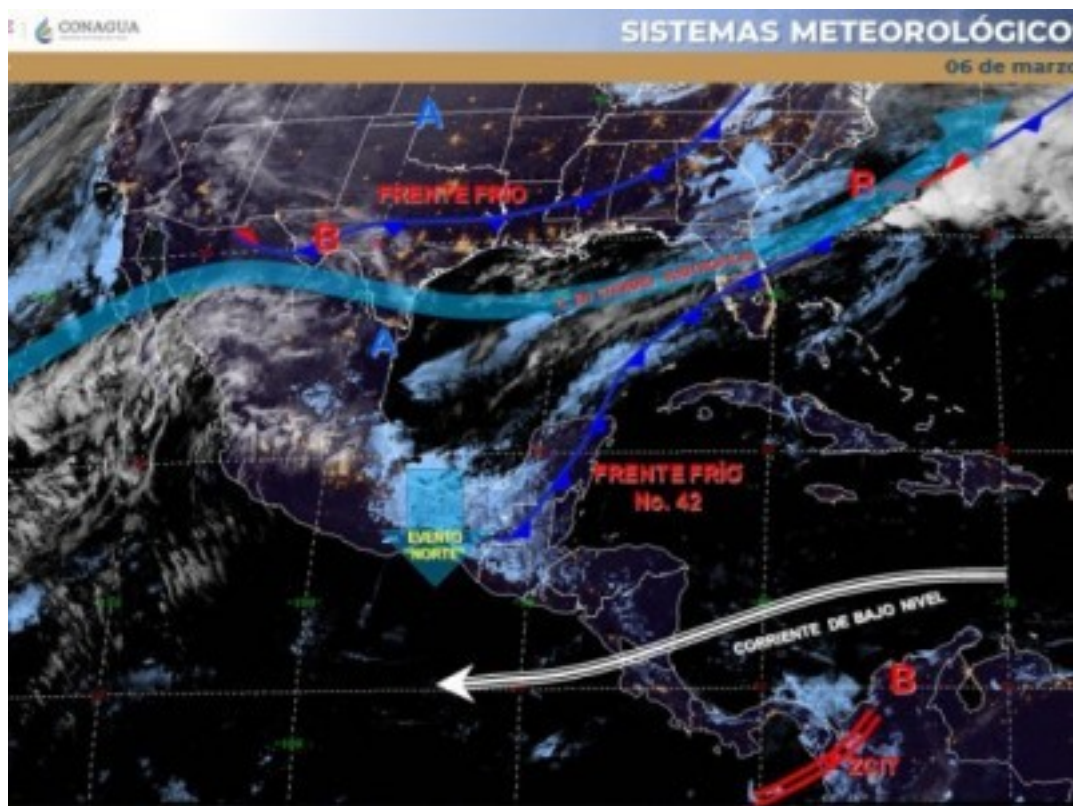 CONAGUA
SISTEMAS METEOROLÓGICO
06 de marzo
A
FRENTE FRÍO
B
B
A
FRENTE FRÍO
No. 42
EVENTO
"NORTE"
CORRIENTE DE BAJO NIVEL
B
ZCIT